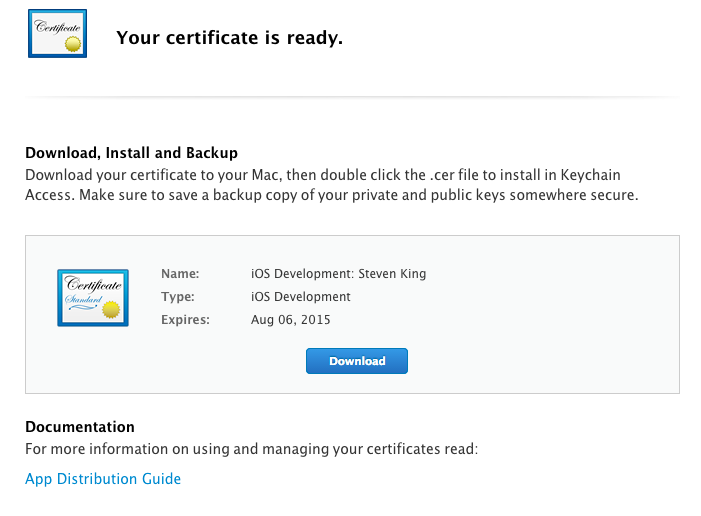 Certificate
Your certificate is ready.
Download, Install and Backup
Download your certificate to your Mac, then double click the .cer file to install in Keychain
Access. Make sure to save a backup copy of your private and public keys somewhere secure.
Certificate
Standard
Name: iOS Development: Steven King
Type: iOS Development
Expires: Aug 06, 2015
Download
Documentation
For more information on using and managing your certificates read:
App Distribution Guide